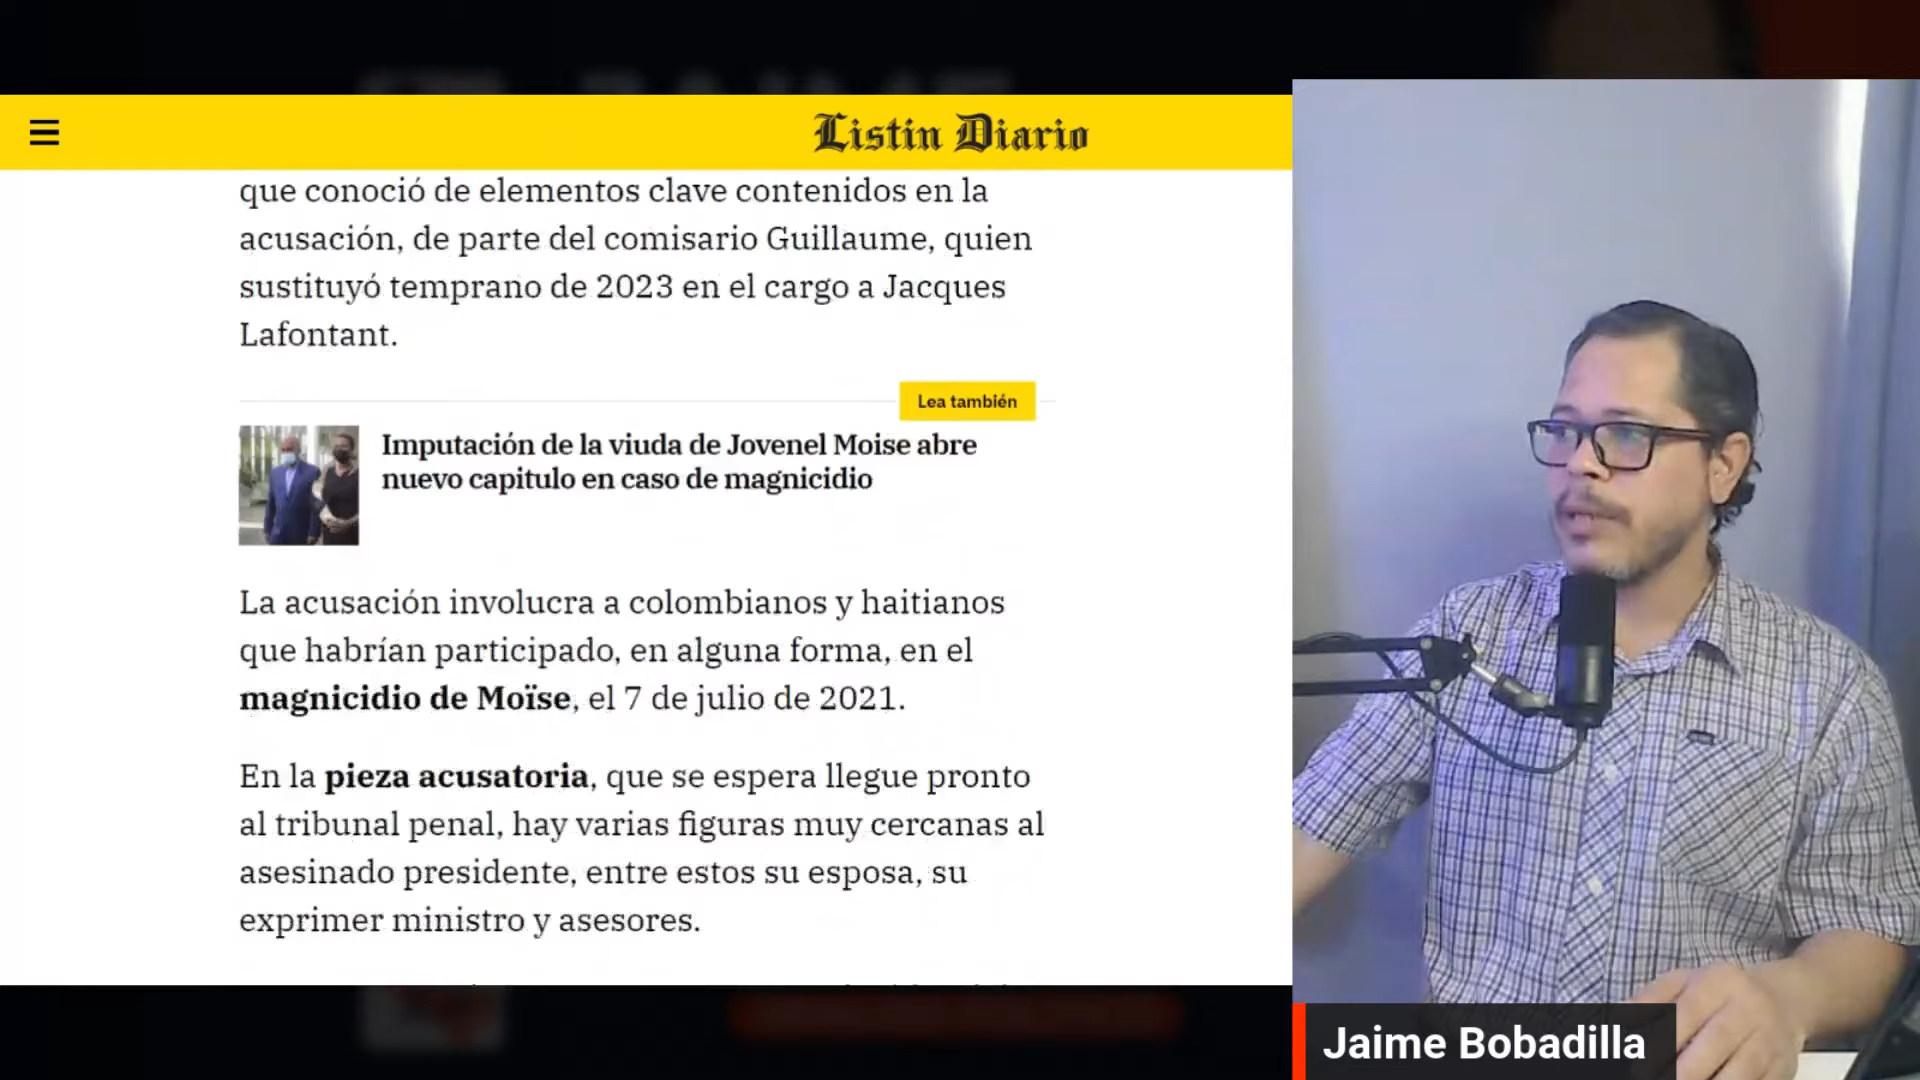 Listin Diario
que conoció de elementos clave contenidos en la
acusación, de parte del comisario Guillaume, quien
sustituyó temprano de 2023 en el cargo a Jacques
Lafontant.
Lea también
Imputación de la viuda de Jovenel Moise abre
nuevo capitulo en caso de magnicidio
La acusación involucra a colombianos y haitianos
que habrían participado, en alguna forma, en el
magnicidio de Moïse, el 7 de julio de 2021.
En la pieza acusatoria, que se espera llegue pronto
al tribunal penal, hay varias figuras muy cercanas al
asesinado presidente, entre estos su esposa, su
exprimer ministro y asesores.
Jaime Bobadilla